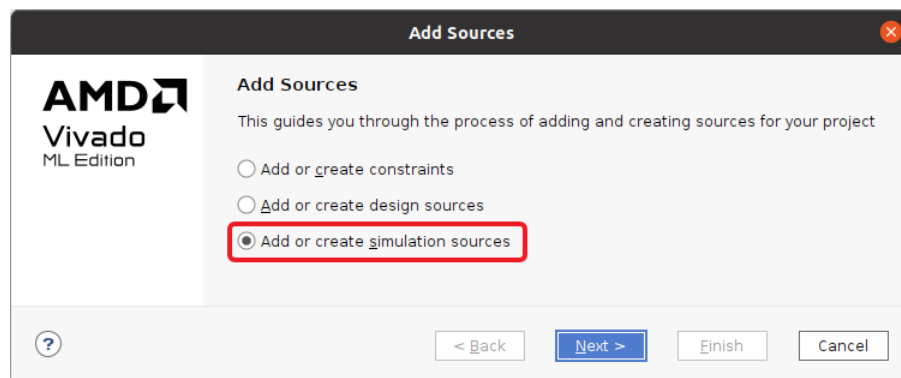 Add Sources
AMD
Vivado
ML Edition
Add Sources
This guides you through the process of adding and creating sources for your project
Add or create constraints
Add or create design sources
Add or create simulation sources
?
< Back
Next >
Finish
Cancel